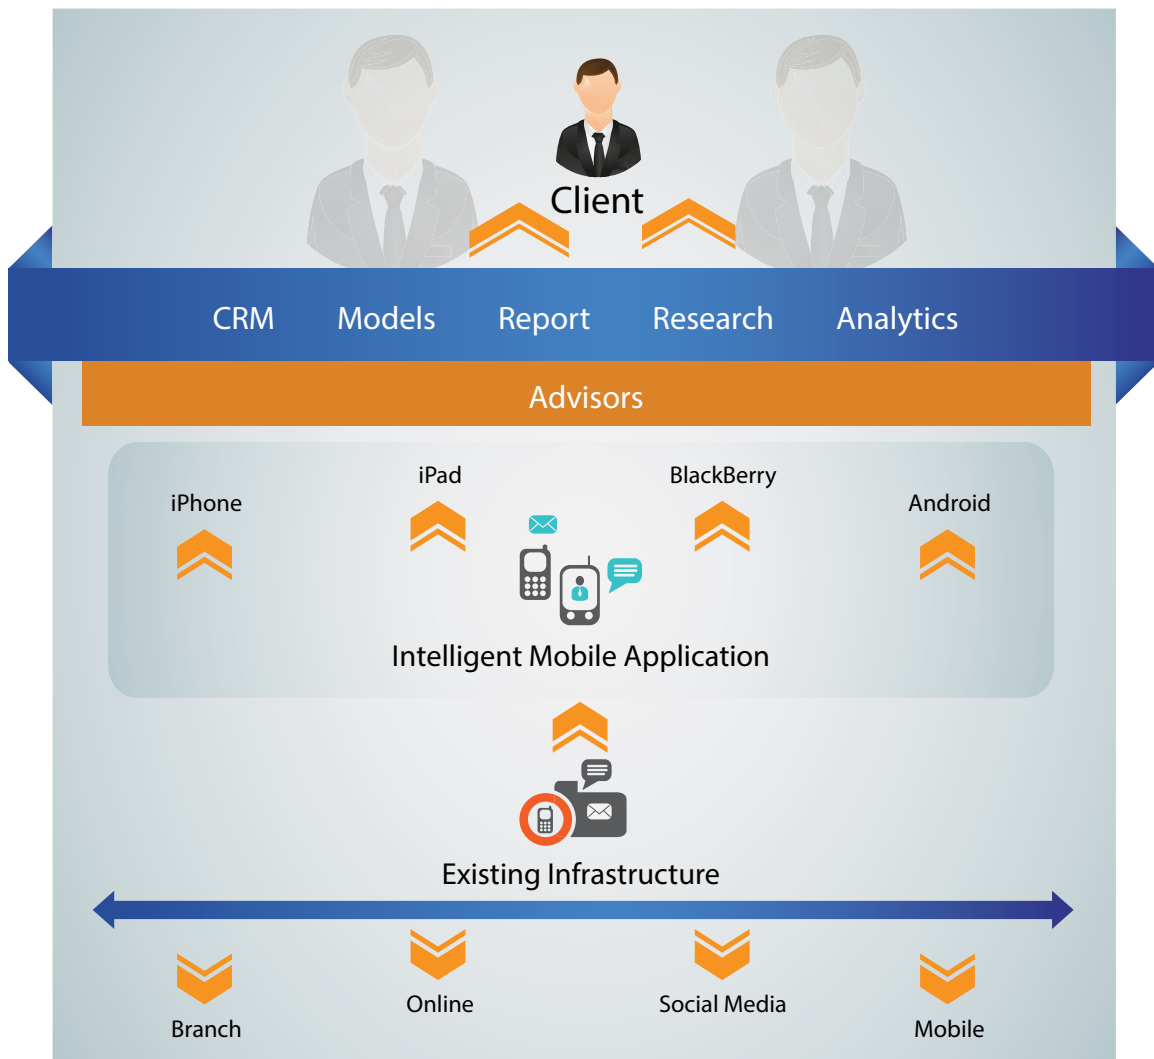 Client
CRM Models Report Research Analytics
Advisors
iPhone iPad BlackBerry Android
Intelligent Mobile Application
Existing Infrastructure
Branch Online Social Media Mobile